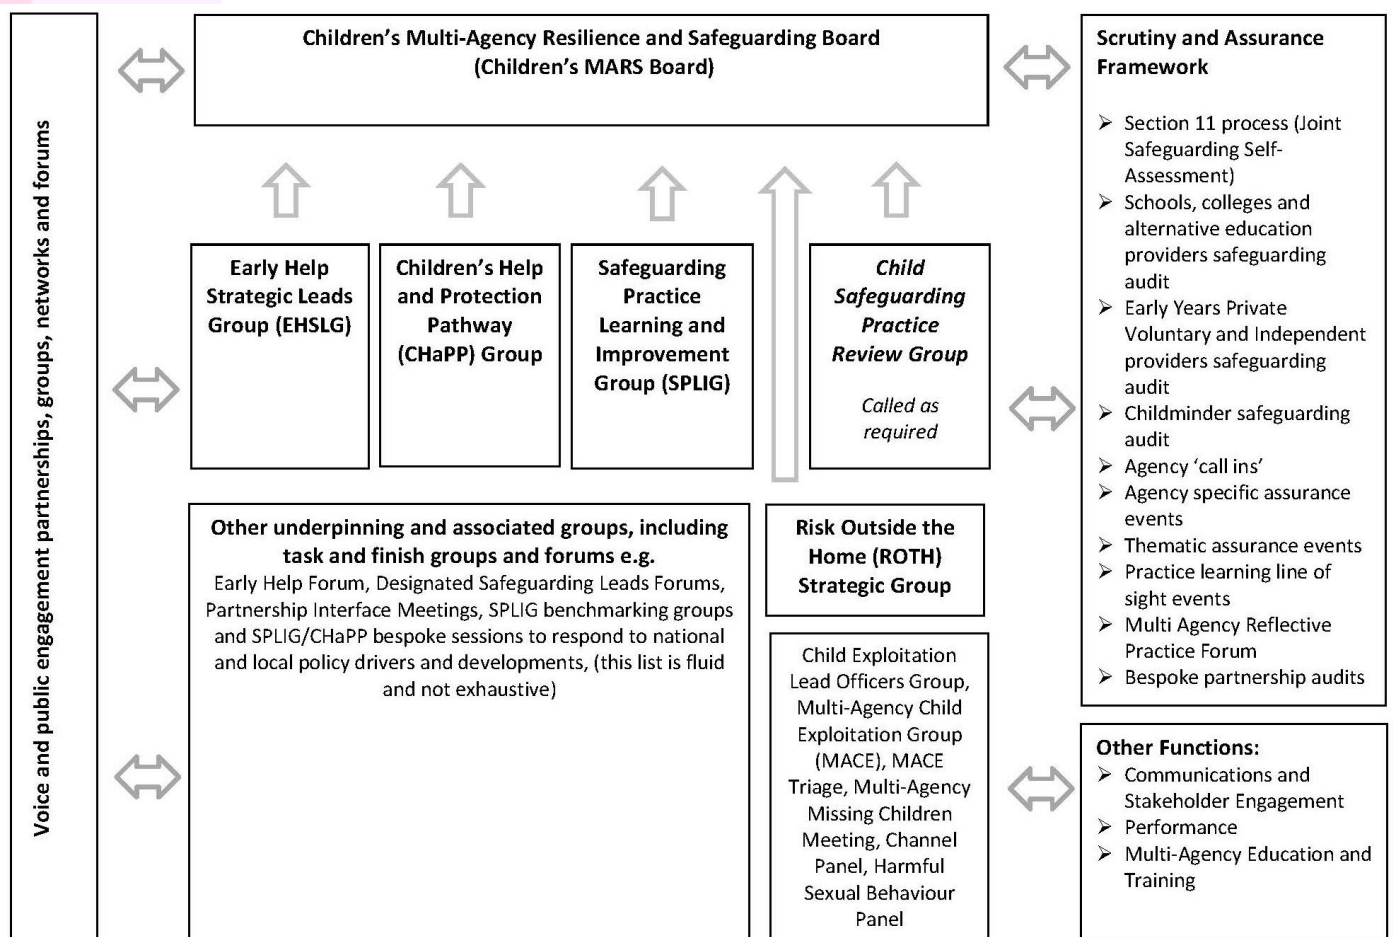 Voice and public engagement partnerships, groups, networks and forums
Children’s Multi-Agency Resilience and Safeguarding Board
(Children’s MARS Board)
Early Help
Strategic Leads
Group (EHSLG)
Children’s Help
and Protection
Pathway
(CHaPP) Group
Safeguarding
Practice
Learning and
Improvement
Group (SPLIG)
Child
Safeguarding
Practice
Review Group
Called as
required
Other underpinning and associated groups, including
task and finish groups and forums e.g.
Early Help Forum, Designated Safeguarding Leads Forums,
Partnership Interface Meetings, SPLIG benchmarking groups
and SPLIG/CHaPP bespoke sessions to respond to national
and local policy drivers and developments, (this list is fluid
and not exhaustive)
Risk Outside the
Home (ROTH)
Strategic Group
Child Exploitation
Lead Officers Group,
Multi-Agency Child
Exploitation Group
(MACE), MACE
Triage, Multi-Agency
Missing Children
Meeting, Channel
Panel, Harmful
Sexual Behaviour
Panel
Scrutiny and Assurance
Framework
➢ Section 11 process (Joint
Safeguarding Self-
Assessment)
➢ Schools, colleges and
alternative education
providers safeguarding
audit
➢ Early Years Private
Voluntary and Independent
providers safeguarding
audit
➢ Childminder safeguarding
audit
➢ Agency ‘call ins’
➢ Agency specific assurance
events
➢ Thematic assurance events
➢ Practice learning line of
sight events
➢ Multi Agency Reflective
Practice Forum
➢ Bespoke partnership audits
Other Functions:
➢ Communications and
Stakeholder Engagement
➢ Performance
➢ Multi-Agency Education and
Training